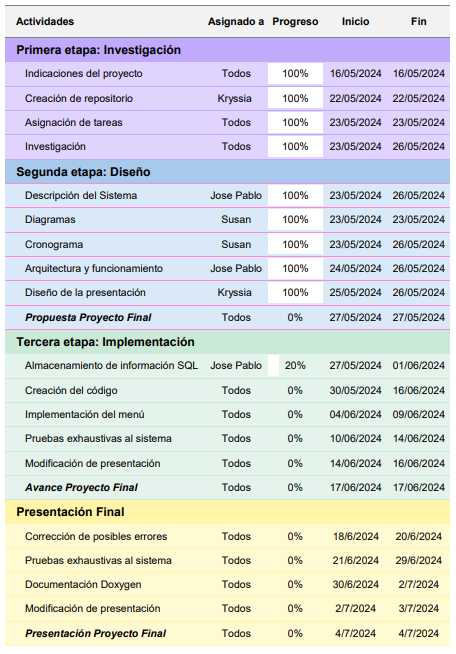 Actividades Asignado a Progreso Inicio Fin
Primera etapa: Investigación
Indicaciones del proyecto Todos 100% 16/05/2024 16/05/2024
Creación de repositorio Kryssia 100% 22/05/2024 22/05/2024
Asignación de tareas Todos 100% 23/05/2024 23/05/2024
Investigación Todos 100% 23/05/2024 26/05/2024
Segunda etapa: Diseño
Descripción del Sistema Jose Pablo 100% 23/05/2024 26/05/2024
Diagramas Susan 100% 23/05/2024 23/05/2024
Cronograma Susan 100% 23/05/2024 26/05/2024
Arquitectura y funcionamiento Jose Pablo 100% 24/05/2024 26/05/2024
Diseño de la presentación Kryssia 100% 25/05/2024 26/05/2024
Propuesta Proyecto Final Todos 0% 27/05/2024 27/05/2024
Tercera etapa: Implementación
Almacenamiento de información SQL Jose Pablo 20% 27/05/2024 01/06/2024
Creación del código Todos 0% 30/05/2024 16/06/2024
Implementación del menú Todos 0% 04/06/2024 09/06/2024
Pruebas exhaustivas al sistema Todos 0% 10/06/2024 14/06/2024
Modificación de presentación Todos 0% 14/06/2024 16/06/2024
Avance Proyecto Final Todos 0% 17/06/2024 17/06/2024
Presentación Final
Corrección de posibles errores Todos 0% 18/6/2024 20/6/2024
Pruebas exhaustivas al sistema Todos 0% 21/6/2024 29/6/2024
Documentación Doxygen Todos 0% 30/6/2024 2/7/2024
Modificación de presentación Todos 0% 2/7/2024 3/7/2024
Presentación Proyecto Final Todos 0% 4/7/2024 4/7/2024